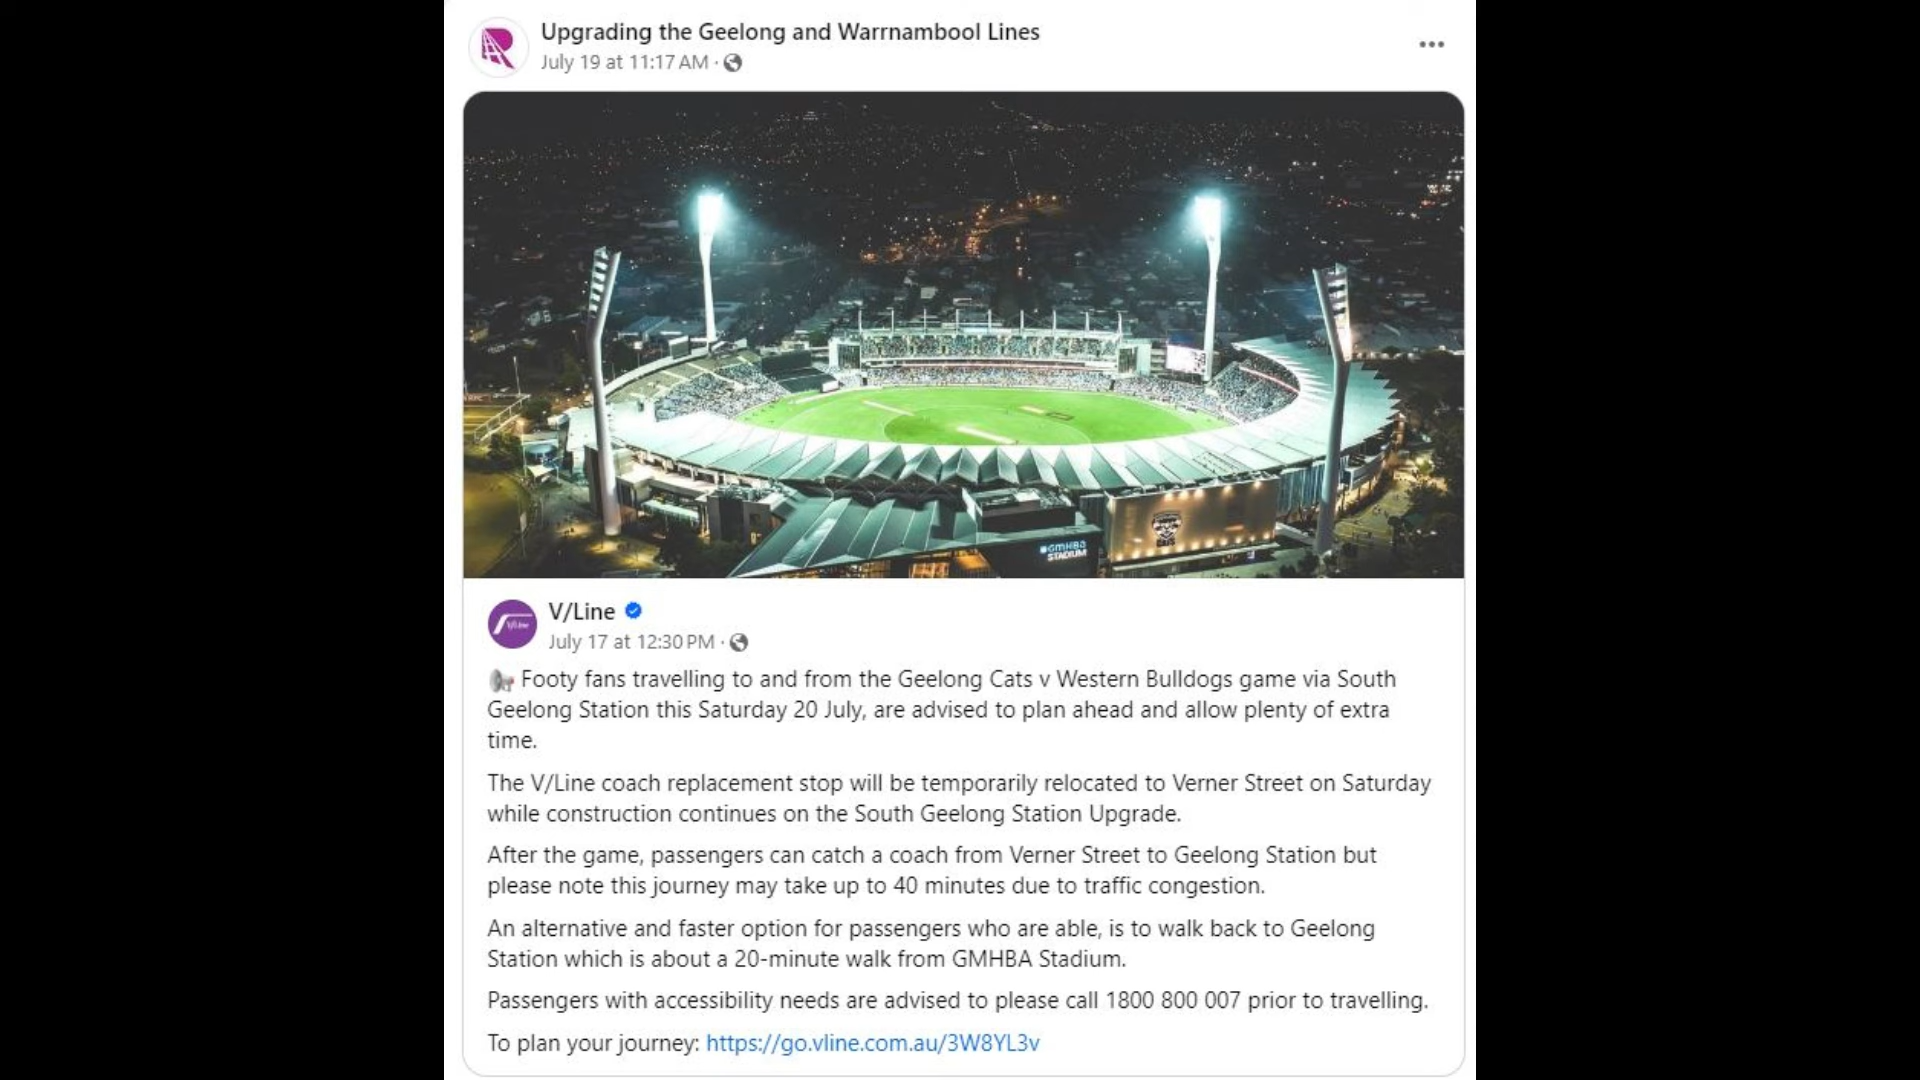 Upgrading the Geelong and Warrnambool Lines
July 19 at 11:17 AM ·
GMHBA
STADIUM
V/Line
V/Line
July 17 at 12:30 PM ·
Footy fans travelling to and from the Geelong Cats v Western Bulldogs game via South
Geelong Station this Saturday 20 July, are advised to plan ahead and allow plenty of extra
time.
The V/Line coach replacement stop will be temporarily relocated to Verner Street on Saturday
while construction continues on the South Geelong Station Upgrade.
After the game, passengers can catch a coach from Verner Street to Geelong Station but
please note this journey may take up to 40 minutes due to traffic congestion.
An alternative and faster option for passengers who are able, is to walk back to Geelong
Station which is about a 20-minute walk from GMHBA Stadium.
Passengers with accessibility needs are advised to please call 1800 800 007 prior to travelling.
To plan your journey: https://go.vline.com.au/3W8YL3v